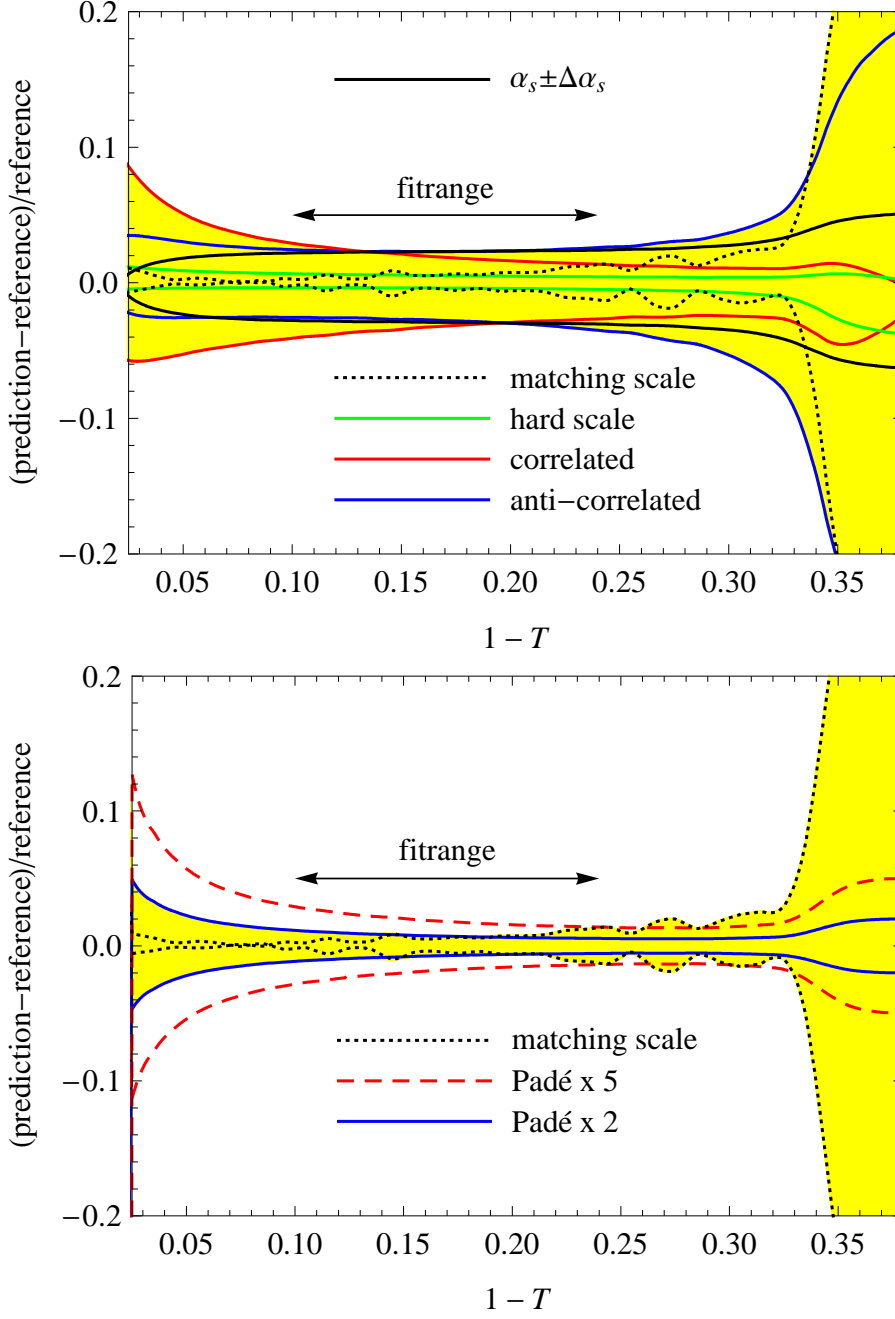 0.2
α_s±Δα_s
0.1
fitrange
0.0
matching scale
hard scale
−0.1
correlated
anti−correlated
−0.2
0.05 0.10 0.15 0.20 0.25 0.30 0.35
1 − T
(prediction−reference)/reference
0.2
0.1
fitrange
0.0
matching scale
−0.1
Padé x 5
Padé x 2
−0.2
0.05 0.10 0.15 0.20 0.25 0.30 0.35
1 − T
(prediction−reference)/reference